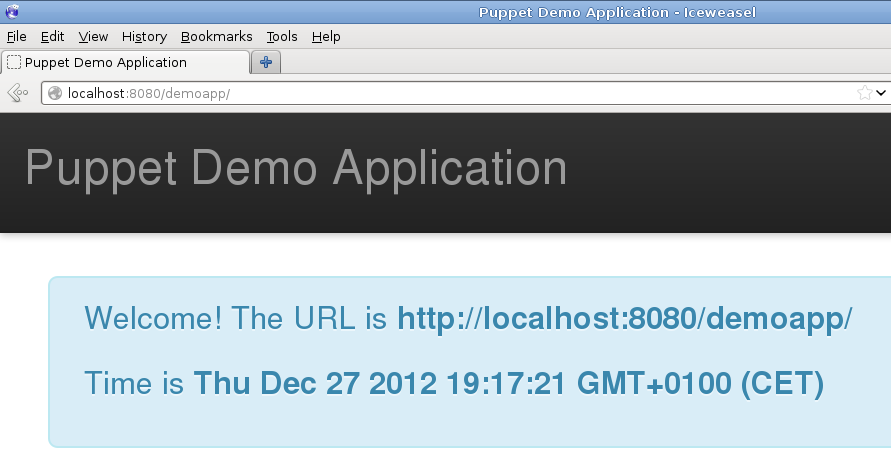 Puppet Demo Application - Iceweasel
File Edit View History Bookmarks Tools Help
Puppet Demo Application
localhost:8080/demoapp/
Puppet Demo Application
Welcome! The URL is http://localhost:8080/demoapp/
Time is Thu Dec 27 2012 19:17:21 GMT+0100 (CET)